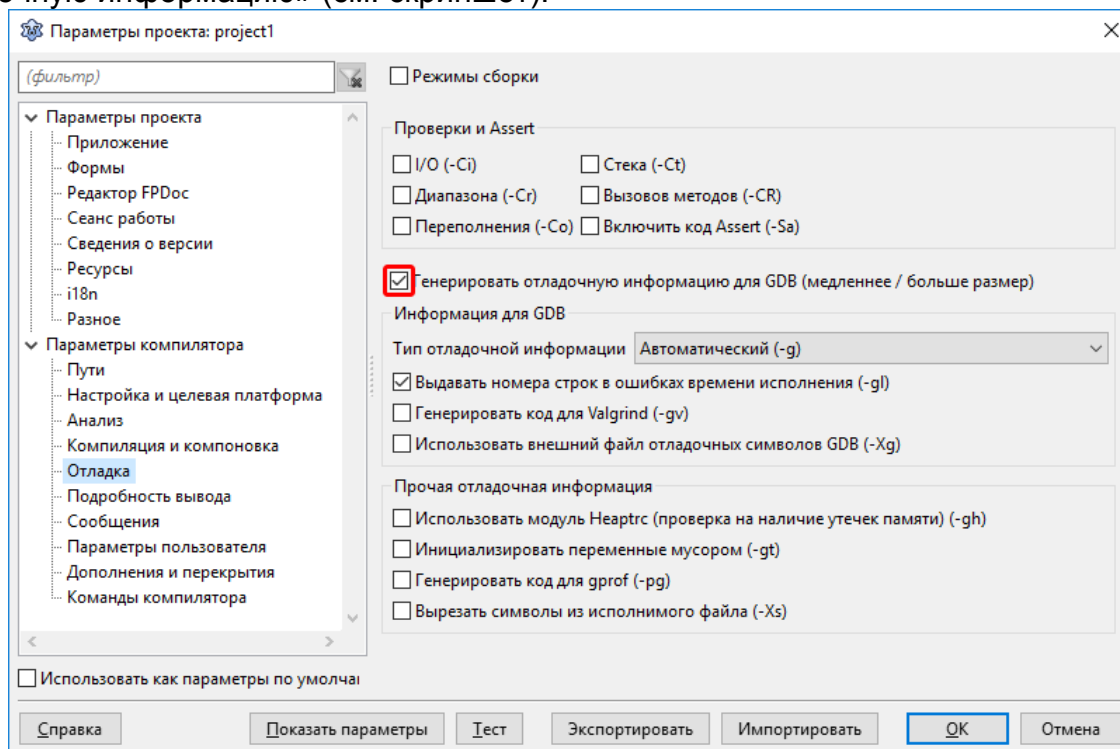 очную информацию» (см. скриншот).
Параметры проекта: project1
(фильтр)
Режимы сборки
Параметры проекта
Приложение
Формы
Редактор FPDoc
Сеанс работы
Сведения о версии
Ресурсы
i18n
Разное
Параметры компилятора
Пути
Настройка и целевая платформа
Анализ
Компиляция и компоновка
Отладка
Подробность вывода
Сообщения
Параметры пользователя
Дополнения и перекрытия
Команды компилятора
Проверки и Assert
I/O (-Ci)
Стека (-Ct)
Диапазона (-Cr)
Вызовов методов (-CR)
Переполнения (-Co)
Включить код Assert (-Sa)
Генерировать отладочную информацию для GDB (медленнее / больше размер)
Информация для GDB
Тип отладочной информации
Автоматический (-g)
Выдавать номера строк в ошибках времени исполнения (-gl)
Генерировать код для Valgrind (-gv)
Использовать внешний файл отладочных символов GDB (-Xg)
Прочая отладочная информация
Использовать модуль Heaptrc (проверка на наличие утечек памяти) (-gh)
Инициализировать переменные мусором (-gt)
Генерировать код для gprof (-pg)
Вырезать символы из исполнимого файла (-Xs)
Использовать как параметры по умолчаı
Справка
Показать параметры
Тест
Экспортировать
Импортировать
OK
Отмена